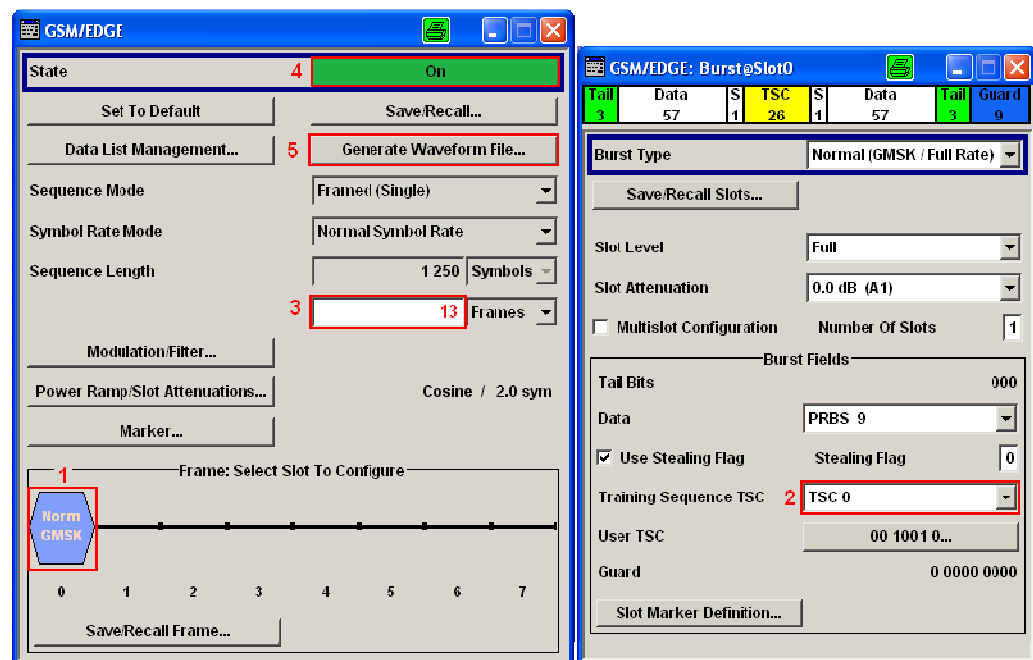 GSM/EDGE
State 4 On
Set To Default Save/Recall...
Data List Management... 5 Generate Waveform File...
Sequence Mode Framed (Single)
Symbol Rate Mode Normal Symbol Rate
Sequence Length 1 250 Symbols
3 13 Frames
Modulation/Filter...
Power Ramp/Slot Attenuations... Cosine / 2.0 sym
Marker...
Frame: Select Slot To Configure
1
Norm
GMSK
0 1 2 3 4 5 6 7
Save/Recall Frame...
GSM/EDGE: Burst@Slot0
Tail Data S TSC S Data Tail Guard
3 57 1 26 1 57 3 9
Burst Type Normal (GMSK / Full Rate)
Save/Recall Slots...
Slot Level Full
Slot Attenuation 0.0 dB (A1)
Multislot Configuration Number Of Slots 1
Burst Fields
Tail Bits 000
Data PRBS 9
Use Stealing Flag Stealing Flag 0
Training Sequence TSC 2 TSC 0
User TSC 00 1001 0...
Guard 0 0000 0000
Slot Marker Definition...